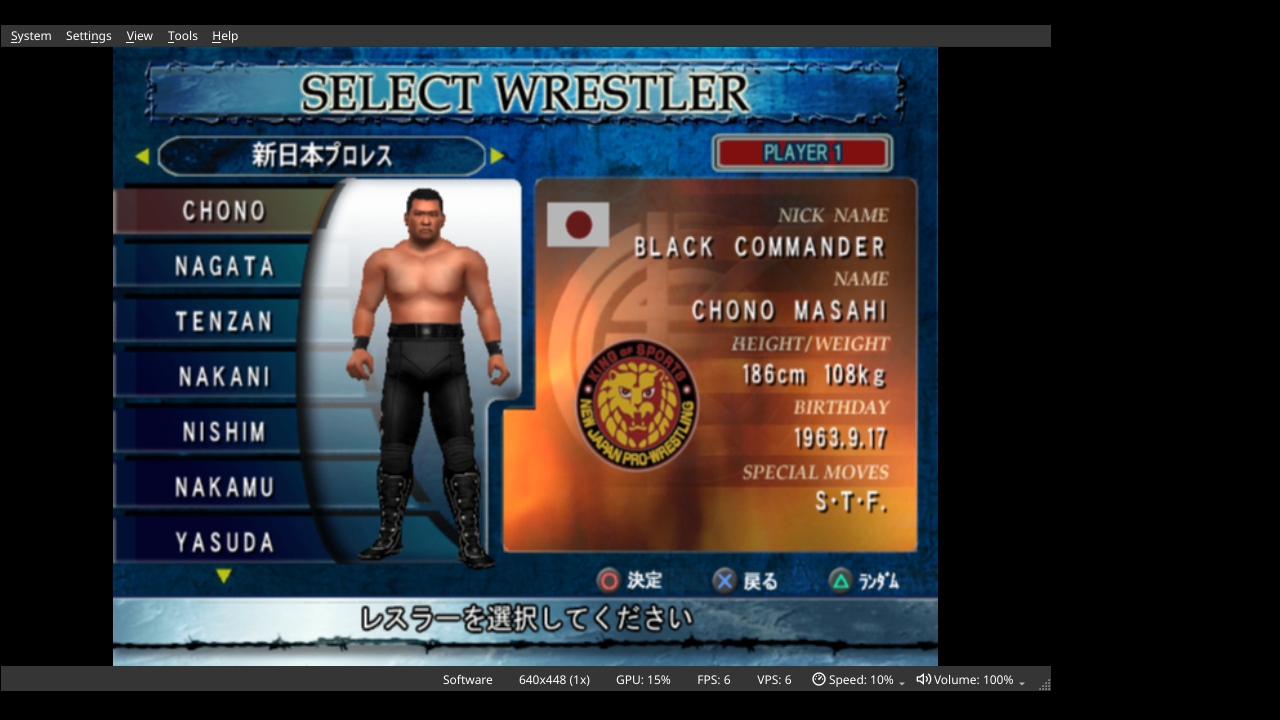 System Settings View Tools Help
SELECT WRESTLER
新日本プロレス
PLAYER 1
CHONO
NAGATA
TENZAN
NAKANI
NISHIM
NAKAMU
YASUDA
NICK NAME
BLACK COMMANDER
NAME
CHONO MASAHI
HEIGHT/WEIGHT
186cm 108kg
BIRTHDAY
1963.9.17
SPECIAL MOVES
S・T・F.
KING OF SPORTS
NEW JAPAN PRO-WRESTLING
決定 戻る ランダム
レスラーを選択してください
Software 640x448 (1x) GPU: 15% FPS: 6 VPS: 6 Speed: 10% Volume: 100%